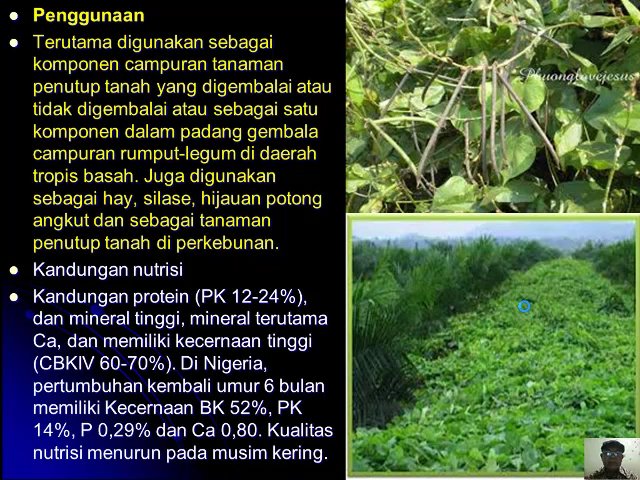 Penggunaan
Terutama digunakan sebagai
komponen campuran tanaman
penutup tanah yang digembalai atau
tidak digembalai atau sebagai satu
komponen dalam padang gembala
campuran rumput-legum di daerah
tropis basah. Juga digunakan
sebagai hay, silase, hijauan potong
angkut dan sebagai tanaman
penutup tanah di perkebunan.
Kandungan nutrisi
Kandungan protein (PK 12-24%),
dan mineral tinggi, mineral terutama
Ca, dan memiliki kecernaan tinggi
(CBKIV 60-70%). Di Nigeria,
pertumbuhan kembali umur 6 bulan
memiliki Kecernaan BK 52%, PK
14%, P 0,29% dan Ca 0,80. Kualitas
nutrisi menurun pada musim kering.
Phuonglovejesus